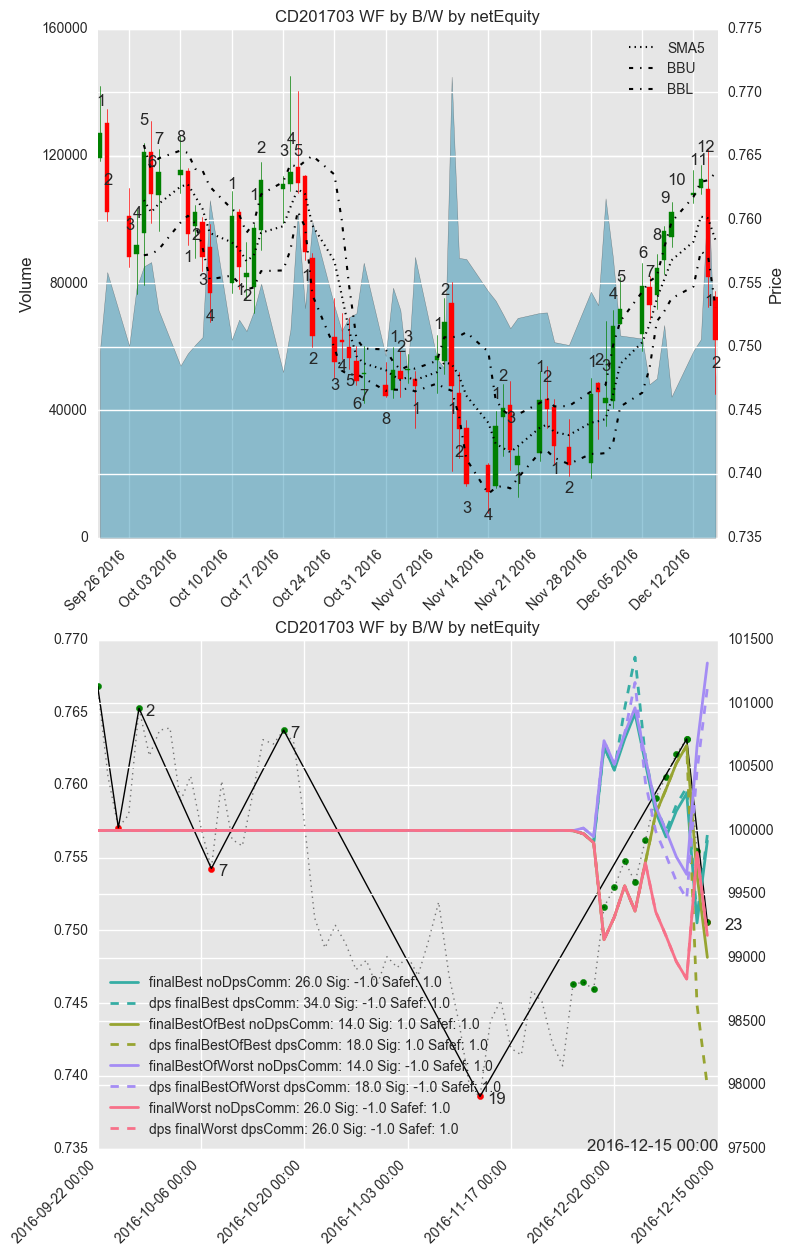 CD201703 WF by B/W by netEquity
160000
120000
80000
40000
0
Volume
0.775
0.770
0.765
0.760
0.755
0.750
0.745
0.740
0.735
Price
SMA5
BBU
BBL
Sep 26 2016
Oct 03 2016
Oct 10 2016
Oct 17 2016
Oct 24 2016
Oct 31 2016
Nov 07 2016
Nov 14 2016
Nov 21 2016
Nov 28 2016
Dec 05 2016
Dec 12 2016
CD201703 WF by B/W by netEquity
0.770
0.765
0.760
0.755
0.750
0.745
0.740
0.735
101500
101000
100500
100000
99500
99000
98500
98000
97500
2
7
7
19
23
finalBest noDpsComm: 26.0 Sig: -1.0 Safef: 1.0
dps finalBest dpsComm: 34.0 Sig: -1.0 Safef: 1.0
finalBestOfBest noDpsComm: 14.0 Sig: 1.0 Safef: 1.0
dps finalBestOfBest dpsComm: 18.0 Sig: 1.0 Safef: 1.0
finalBestOfWorst noDpsComm: 14.0 Sig: -1.0 Safef: 1.0
dps finalBestOfWorst dpsComm: 18.0 Sig: -1.0 Safef: 1.0
finalWorst noDpsComm: 26.0 Sig: -1.0 Safef: 1.0
dps finalWorst dpsComm: 26.0 Sig: -1.0 Safef: 1.0
2016-12-15 00:00
2016-09-22 00:00
2016-10-06 00:00
2016-10-20 00:00
2016-11-03 00:00
2016-11-17 00:00
2016-12-02 00:00
2016-12-15 00:00